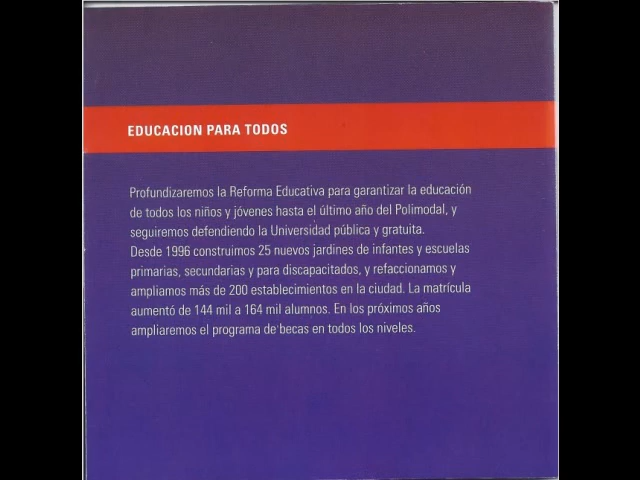 EDUCACION PARA TODOS
Profundizaremos la Reforma Educativa para garantizar la educación
de todos los niños y jóvenes hasta el último año del Polimodal, y
seguiremos defendiendo la Universidad pública y gratuita.
Desde 1996 construimos 25 nuevos jardines de infantes y escuelas
primarias, secundarias y para discapacitados, y refaccionamos y
ampliamos más de 200 establecimientos en la ciudad. La matrícula
aumentó de 144 mil a 164 mil alumnos. En los próximos años
ampliaremos el programa de becas en todos los niveles.